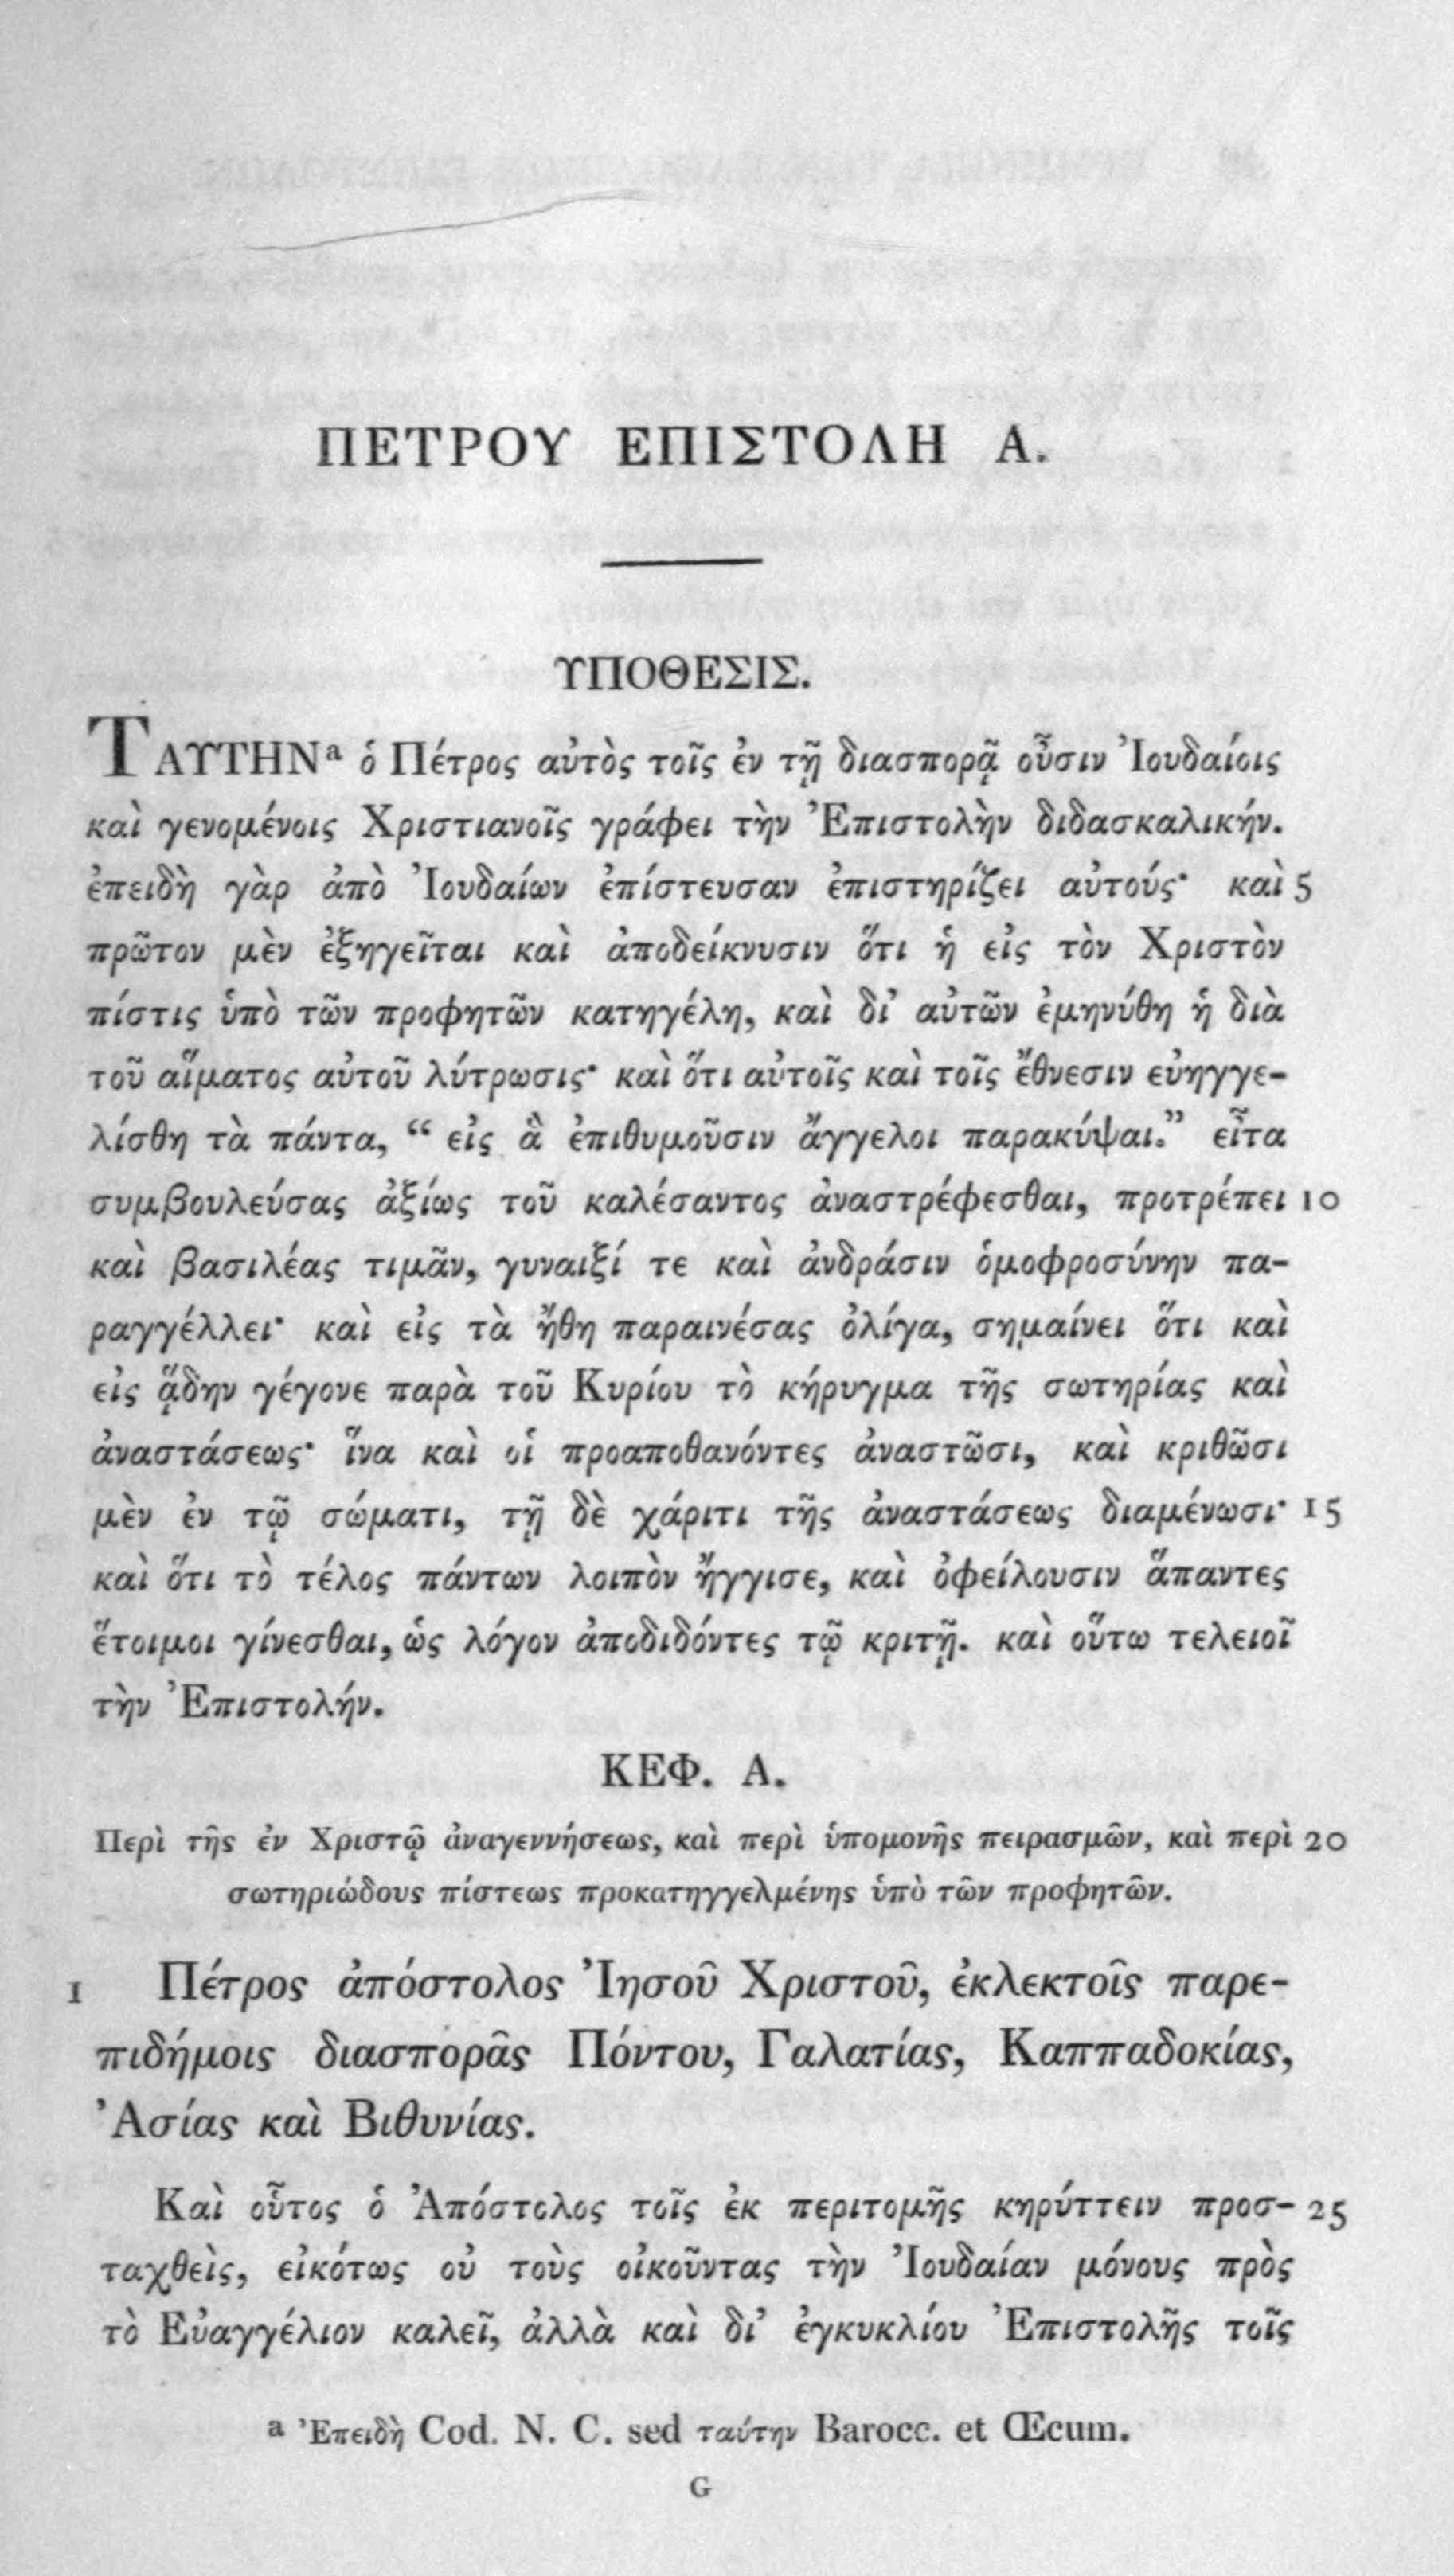 ΠΕΤΡΟΥ ΕΠΙΣΤΟΛΗ Α.
ΥΠΟΘΕΣΙΣ.
ΤΑΥΤΗΝᵃ ὁ Πέτρος αὐτὸς τοῖς ἐν τῇ διασπορᾷ οὖσιν Ἰουδαίοις
καὶ γενομένοις Χριστιανοῖς γράφει τὴν Ἐπιστολὴν διδασκαλικήν.
ἐπειδὴ γὰρ ἀπὸ Ἰουδαίων ἐπίστευσαν ἐπιστηρίζει αὐτούς· καὶ 5
πρῶτον μὲν ἐξηγεῖται καὶ ἀποδείκνυσιν ὅτι ἡ εἰς τὸν Χριστὸν
πίστις ὑπὸ τῶν προφητῶν κατηγέλη, καὶ δι’ αὐτῶν ἐμηνύθη ἡ διὰ
τοῦ αἵματος αὐτοῦ λύτρωσις· καὶ ὅτι αὐτοῖς καὶ τοῖς ἔθνεσιν εὐηγγε-
λίσθη τὰ πάντα, “ εἰς ἃ ἐπιθυμοῦσιν ἄγγελοι παρακύψαι.” εἶτα
συμβουλεύσας ἀξίως τοῦ καλέσαντος ἀναστρέφεσθαι, προτρέπει 10
καὶ βασιλέας τιμᾶν, γυναιξί τε καὶ ἀνδράσιν ὁμοφροσύνην πα-
ραγγέλλει· καὶ εἰς τὰ ἤθη παραινέσας ὀλίγα, σημαίνει ὅτι καὶ
εἰς ᾅδην γέγονε παρὰ τοῦ Κυρίου τὸ κήρυγμα τῆς σωτηρίας καὶ
ἀναστάσεως· ἵνα καὶ οἱ προαποθανόντες ἀναστῶσι, καὶ κριθῶσι
μὲν ἐν τῷ σώματι, τῇ δὲ χάριτι τῆς ἀναστάσεως διαμένωσι· 15
καὶ ὅτι τὸ τέλος πάντων λοιπὸν ἤγγισε, καὶ ὀφείλουσιν ἅπαντες
ἕτοιμοι γίνεσθαι, ὡς λόγον ἀποδιδόντες τῷ κριτῇ. καὶ οὕτω τελειοῖ
τὴν Ἐπιστολήν.
ΚΕΦ. Α.
Περὶ τῆς ἐν Χριστῷ ἀναγεννήσεως, καὶ περὶ ὑπομονῆς πειρασμῶν, καὶ περὶ 20
σωτηριώδους πίστεως προκατηγγελμένης ὑπὸ τῶν προφητῶν.
1 Πέτρος ἀπόστολος Ἰησοῦ Χριστοῦ, ἐκλεκτοῖς παρε-
πιδήμοις διασπορᾶς Πόντου, Γαλατίας, Καππαδοκίας,
Ἀσίας καὶ Βιθυνίας.
Καὶ οὗτος ὁ Ἀπόστολος τοῖς ἐκ περιτομῆς κηρύττειν προσ- 25
ταχθεὶς, εἰκότως οὐ τοὺς οἰκοῦντας τὴν Ἰουδαίαν μόνους πρὸς
τὸ Εὐαγγέλιον καλεῖ, ἀλλὰ καὶ δι’ ἐγκυκλίου Ἐπιστολῆς τοῖς
ᵃ Ἐπειδὴ Cod. N. C. sed ταύτην Barocc. et Œcum.
G